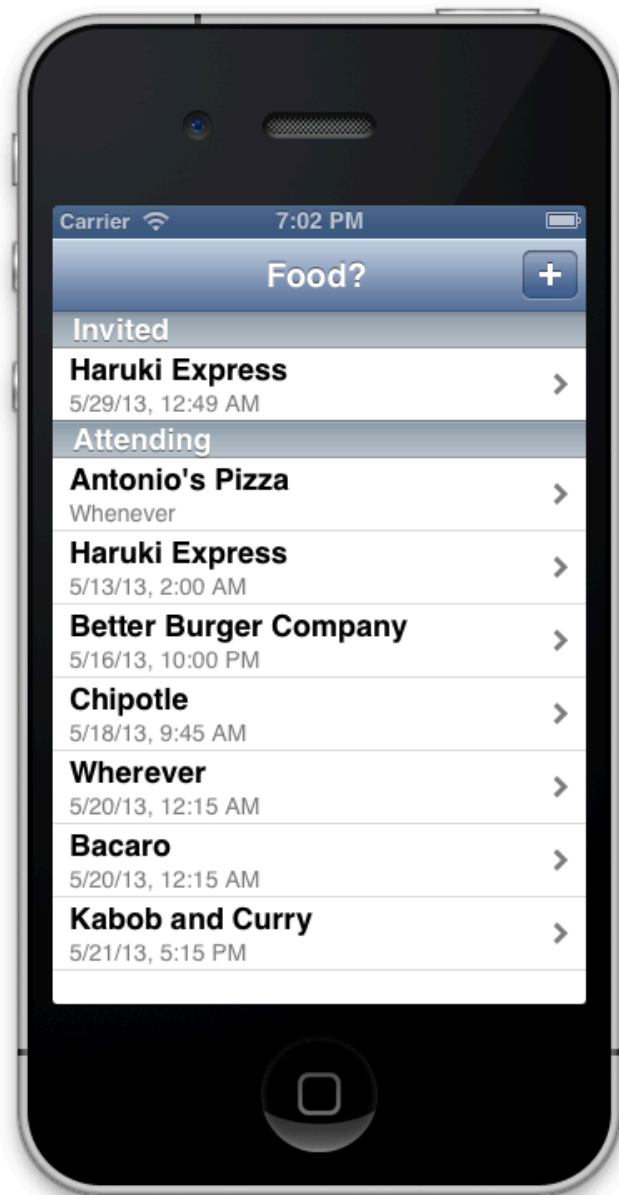 Carrier 7:02 PM
Food? +
Invited
Haruki Express
5/29/13, 12:49 AM
Attending
Antonio's Pizza
Whenever
Haruki Express
5/13/13, 2:00 AM
Better Burger Company
5/16/13, 10:00 PM
Chipotle
5/18/13, 9:45 AM
Wherever
5/20/13, 12:15 AM
Bacaro
5/20/13, 12:15 AM
Kabob and Curry
5/21/13, 5:15 PM